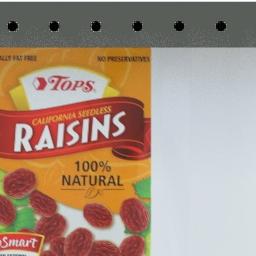 ALLY FAT FREE
NO PRESERVATIVES
TOPS
CALIFORNIA SEEDLESS
RAISINS
100%
NATURAL
Smart